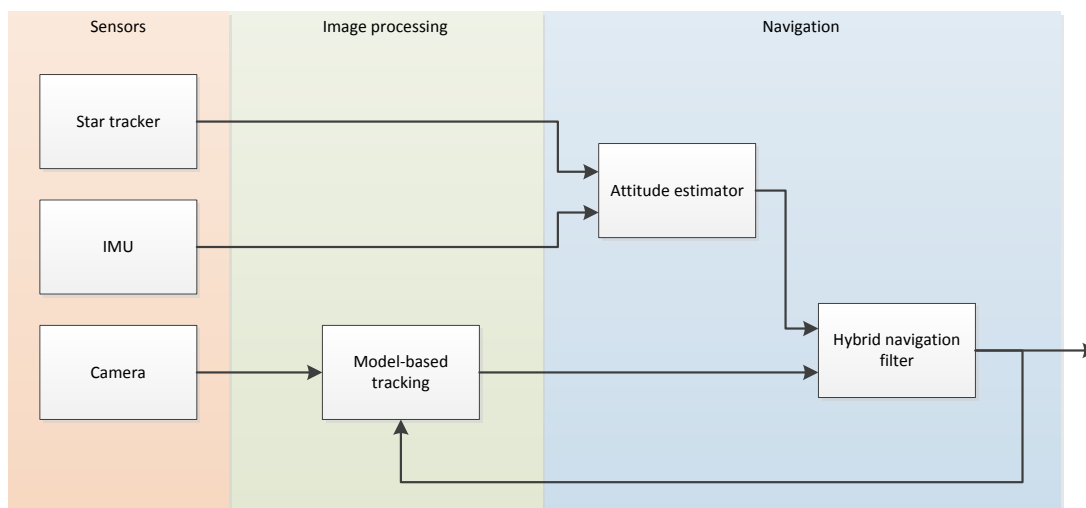 Sensors
Image processing
Navigation
Star tracker
Attitude estimator
IMU
Camera
Model-based
tracking
Hybrid navigation
filter